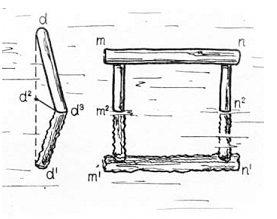 d
m n
d²
d³
m² n²
d¹
m¹ n¹